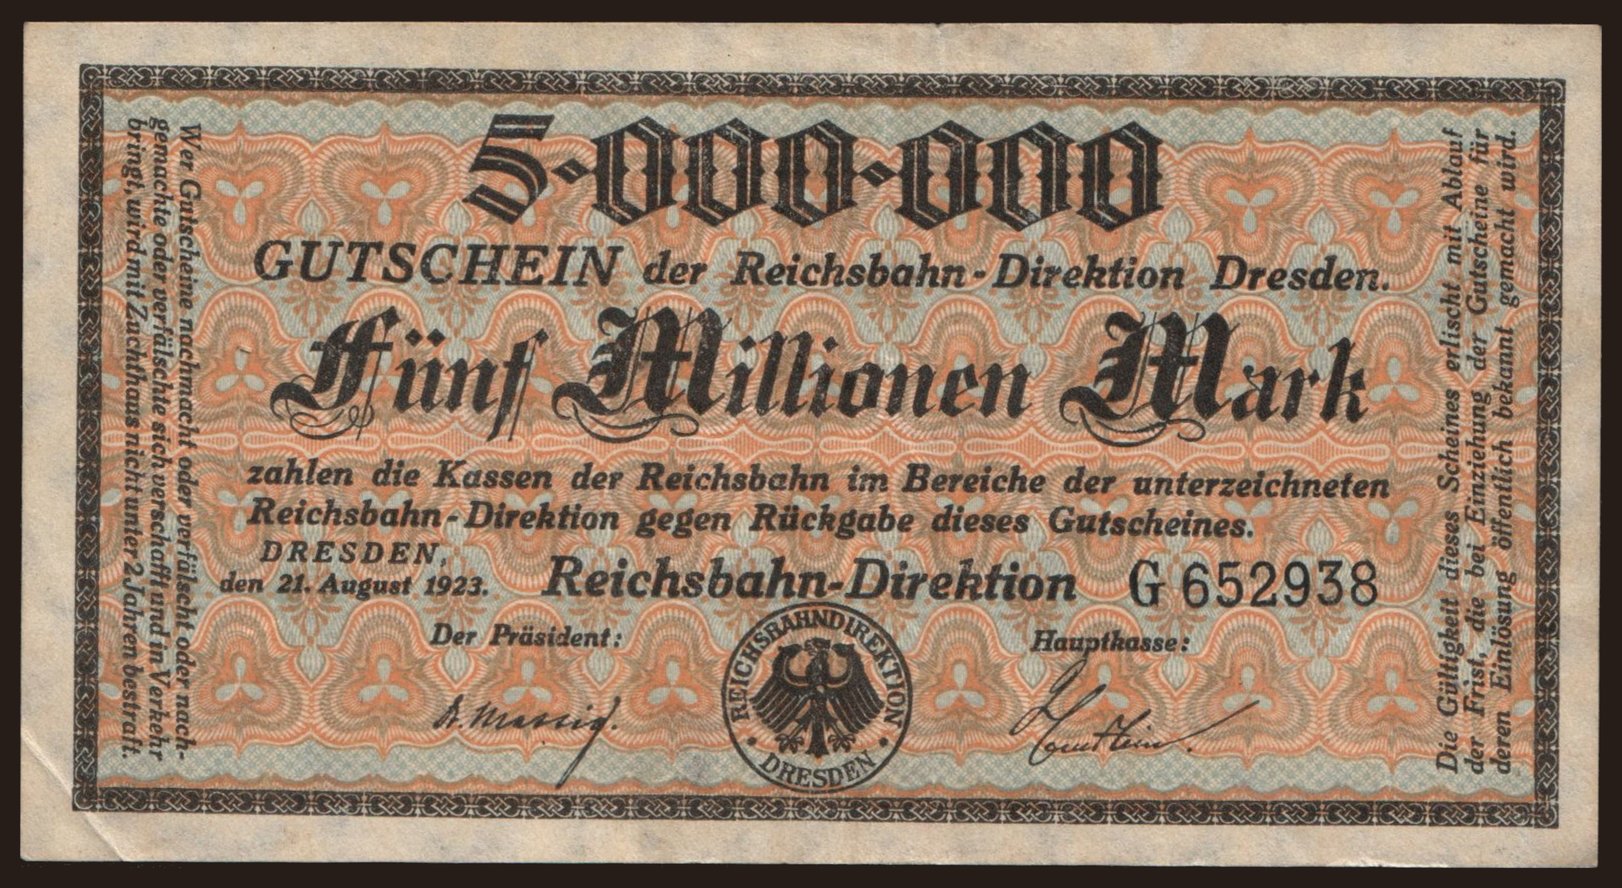 5·000·000
GUTSCHEIN der Reichsbahn-Direktion Dresden.
Fünf Millionen Mark
zahlen die Kassen der Reichsbahn im Bereiche der unterzeichneten
Reichsbahn-Direktion gegen Rückgabe dieses Gutscheines.
DRESDEN,
den 21. August 1923.
Reichsbahn-Direktion
G 652938
Der Präsident:
Hauptkasse:
REICHSBAHNDIREKTION
DRESDEN
Wer Gutscheine nachmacht oder verfälscht oder nach-
gemachte oder verfälschte sich verschafft und in Verkehr
bringt, wird mit Zuchthaus nicht unter 2 Jahren bestraft.
Die Gültigkeit dieses Scheines erlischt mit Ablauf
der Frist, die bei Einziehung der Gutscheine für
deren Einlösung öffentlich bekannt gemacht wird.